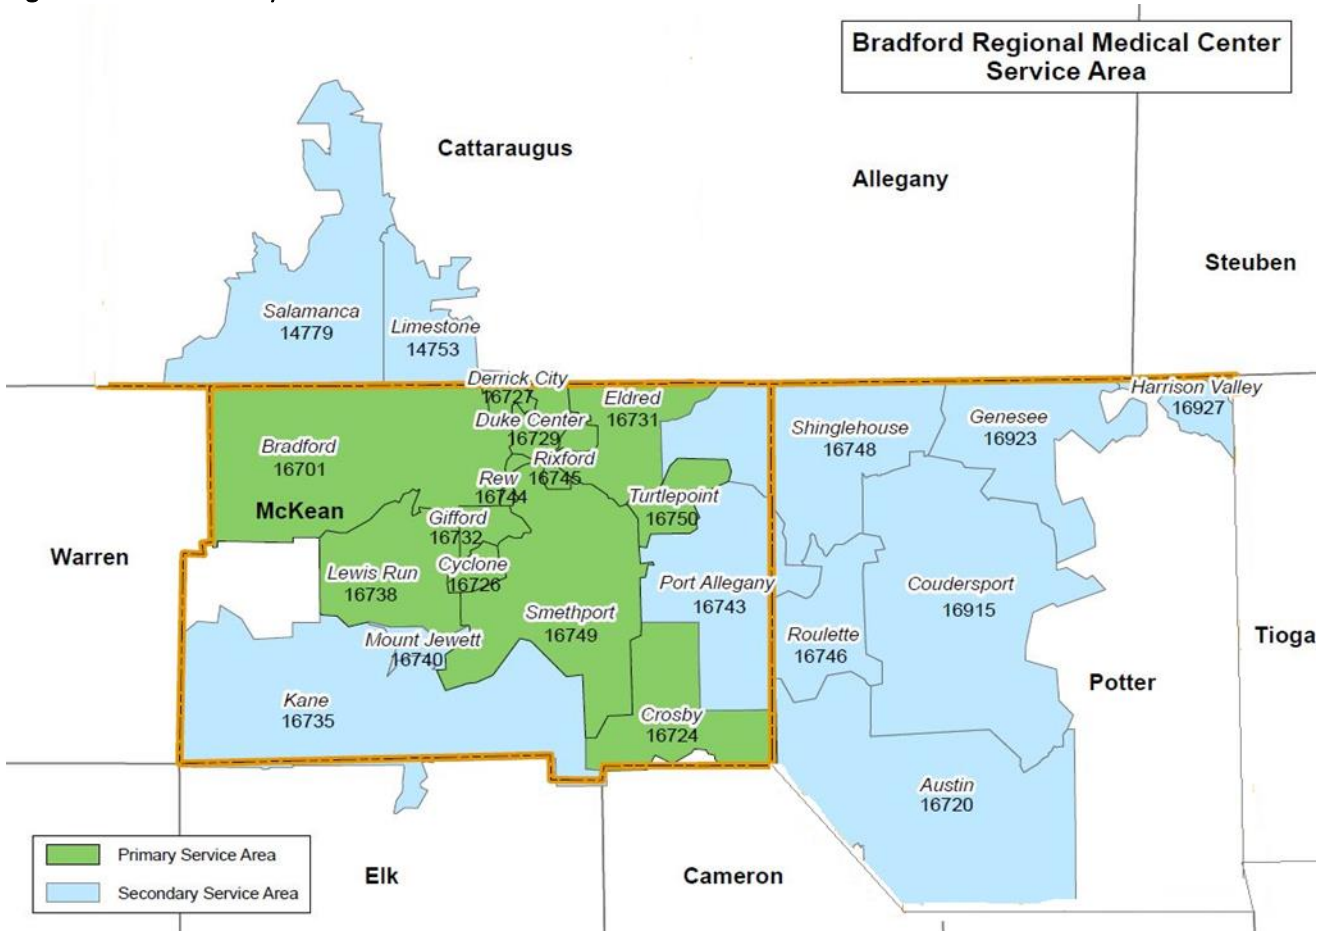 Bradford Regional Medical Center
Service Area
Cattaraugus
Allegany
Steuben
Salamanca
14779
Limestone
14753
Derrick City
16727
Eldred
16731
Harrison Valley
16927
Duke Center
16729
Shinglehouse
16748
Genesee
16923
Bradford
16701
Rixford
16745
Rew
16744
Turtlepoint
16750
McKean
Gifford
16732
Warren
Lewis Run
16738
Cyclone
16726
Port Allegany
16743
Coudersport
16915
Smethport
16749
Mount Jewett
16740
Roulette
16746
Tioga
Potter
Kane
16735
Crosby
16724
Austin
16720
Primary Service Area
Secondary Service Area
Elk
Cameron